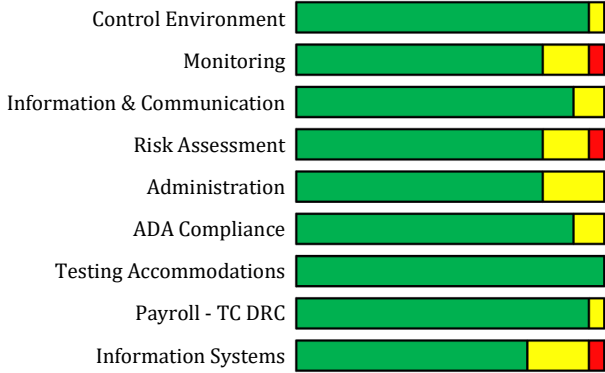 Control Environment
Monitoring
Information & Communication
Risk Assessment
Administration
ADA Compliance
Testing Accommodations
Payroll - TC DRC
Information Systems